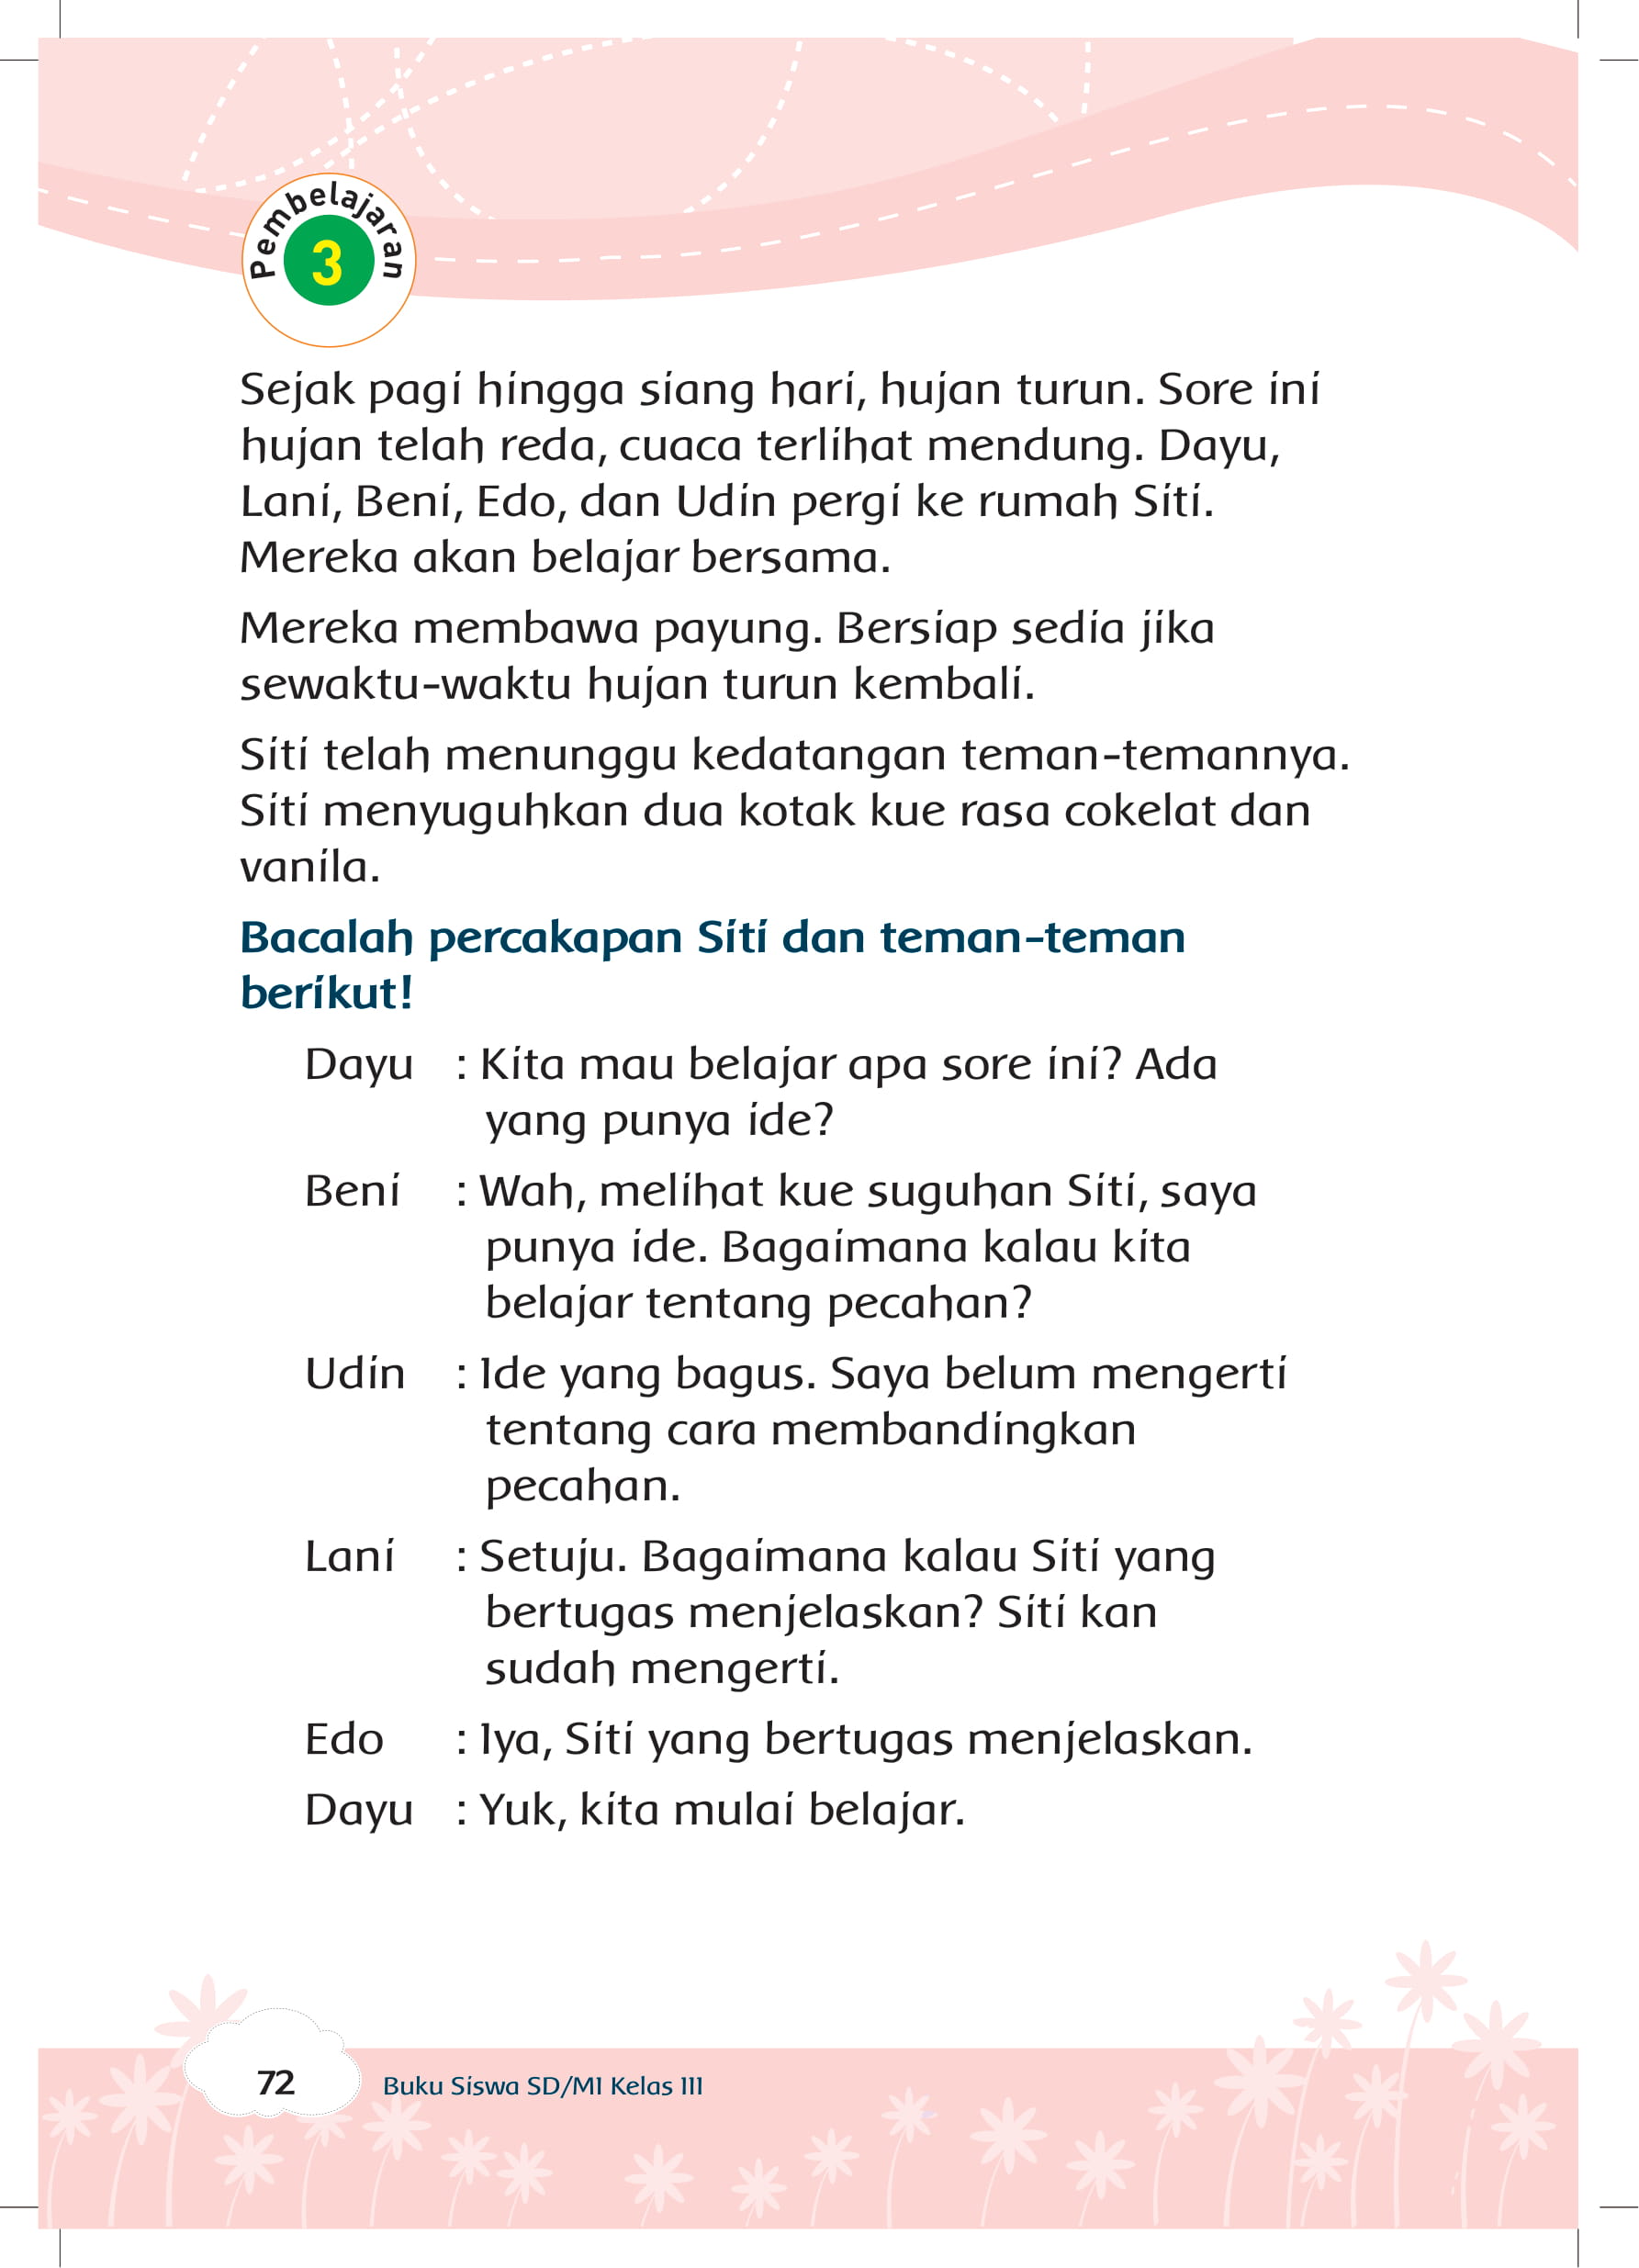 Pembelajaran
3
Sejak pagi hingga siang hari, hujan turun. Sore ini
hujan telah reda, cuaca terlihat mendung. Dayu,
Lani, Beni, Edo, dan Udin pergi ke rumah Siti.
Mereka akan belajar bersama.
Mereka membawa payung. Bersiap sedia jika
sewaktu-waktu hujan turun kembali.
Siti telah menunggu kedatangan teman-temannya.
Siti menyuguhkan dua kotak kue rasa cokelat dan
vanila.
Bacalah percakapan Siti dan teman-teman
berikut!
Dayu : Kita mau belajar apa sore ini? Ada
yang punya ide?
Beni : Wah, melihat kue suguhan Siti, saya
punya ide. Bagaimana kalau kita
belajar tentang pecahan?
Udin : Ide yang bagus. Saya belum mengerti
tentang cara membandingkan
pecahan.
Lani : Setuju. Bagaimana kalau Siti yang
bertugas menjelaskan? Siti kan
sudah mengerti.
Edo : Iya, Siti yang bertugas menjelaskan.
Dayu : Yuk, kita mulai belajar.
72 Buku Siswa SD/MI Kelas III